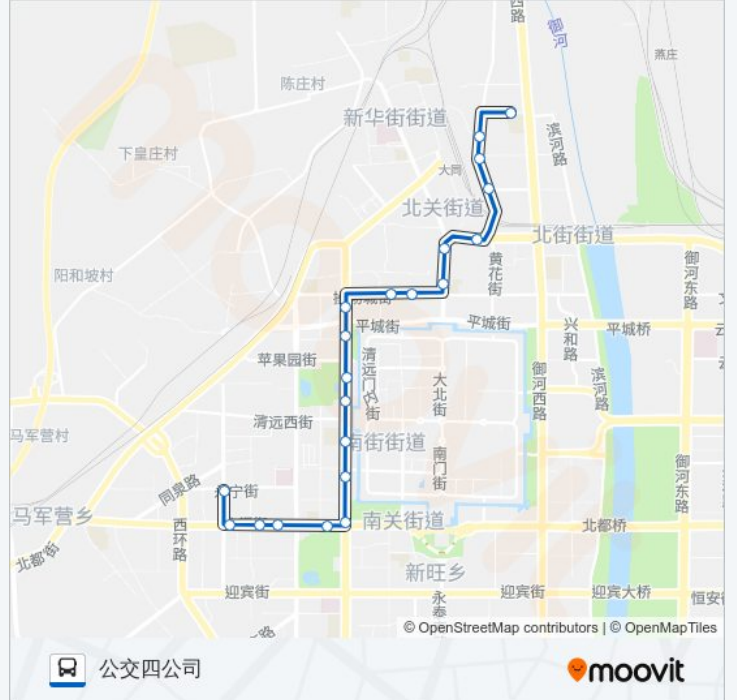 西路
御河
燕庄
陈庄村
新华街街道
滨河路
下皇庄村
大同
北关街道
北街街道
黄花街
御河东路
阳和坡村
平城街
平城街
兴和路
平城桥
苹果园街
清远门内街
大北街
御河西路
滨河路
清远西街
南街街道
南门街
马军营村
御河东路
同泉路
宁街
马军营乡
西环路
南关街道
北都桥
北都街
新旺乡
迎宾街
永泰
迎宾街
迎宾大桥
恒安
© OpenStreetMap contributors | © OpenMapTiles
公交四公司
moovit